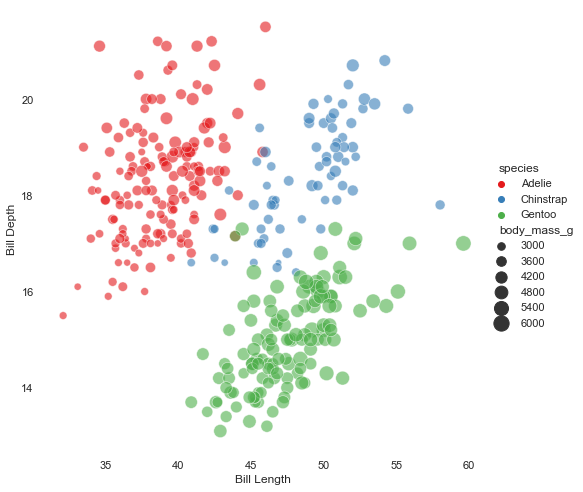 20
18
16
14
Bill Depth
35
40
45
50
55
60
Bill Length
species
Adelie
Chinstrap
Gentoo
body_mass_g
3000
3600
4200
4800
5400
6000